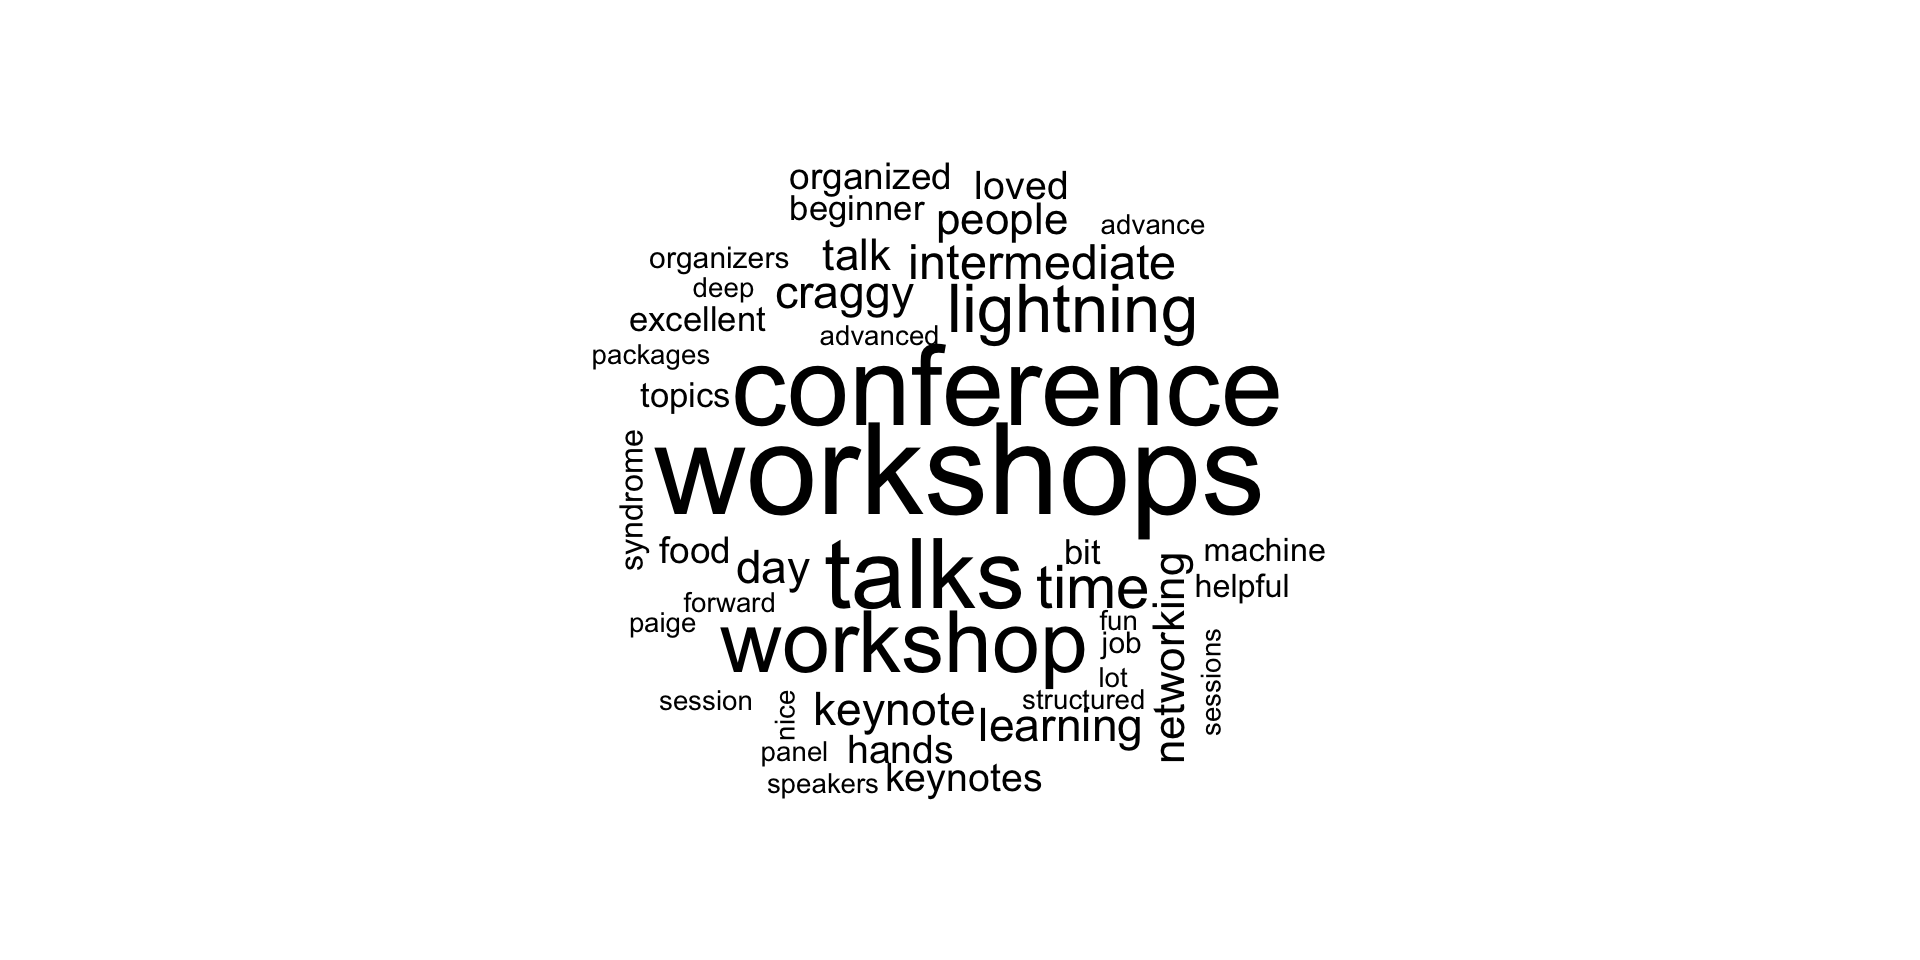 organized
loved
beginner
people
advance
organizers
talk
intermediate
deep
craggy
lightning
excellent
advanced
packages
conference
topics
workshops
syndrome
food
day
talks
bit
time
machine
helpful
networking
forward
paige
workshop
fun
job
sessions
lot
session
nice
keynote
structured
learning
panel
hands
speakers
keynotes